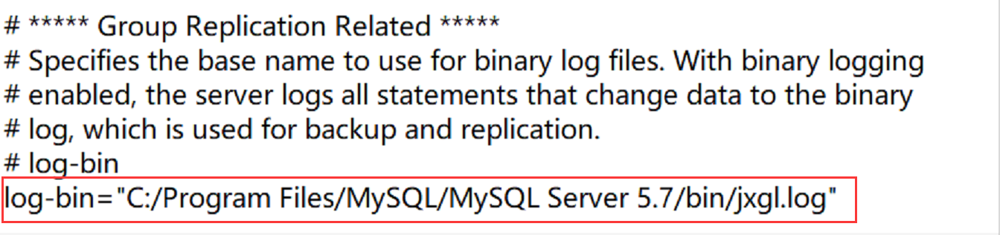 # ***** Group Replication Related *****
# Specifies the base name to use for binary log files. With binary logging
# enabled, the server logs all statements that change data to the binary
# log, which is used for backup and replication.
# log-bin
log-bin="C:/Program Files/MySQL/MySQL Server 5.7/bin/jxgl.log"